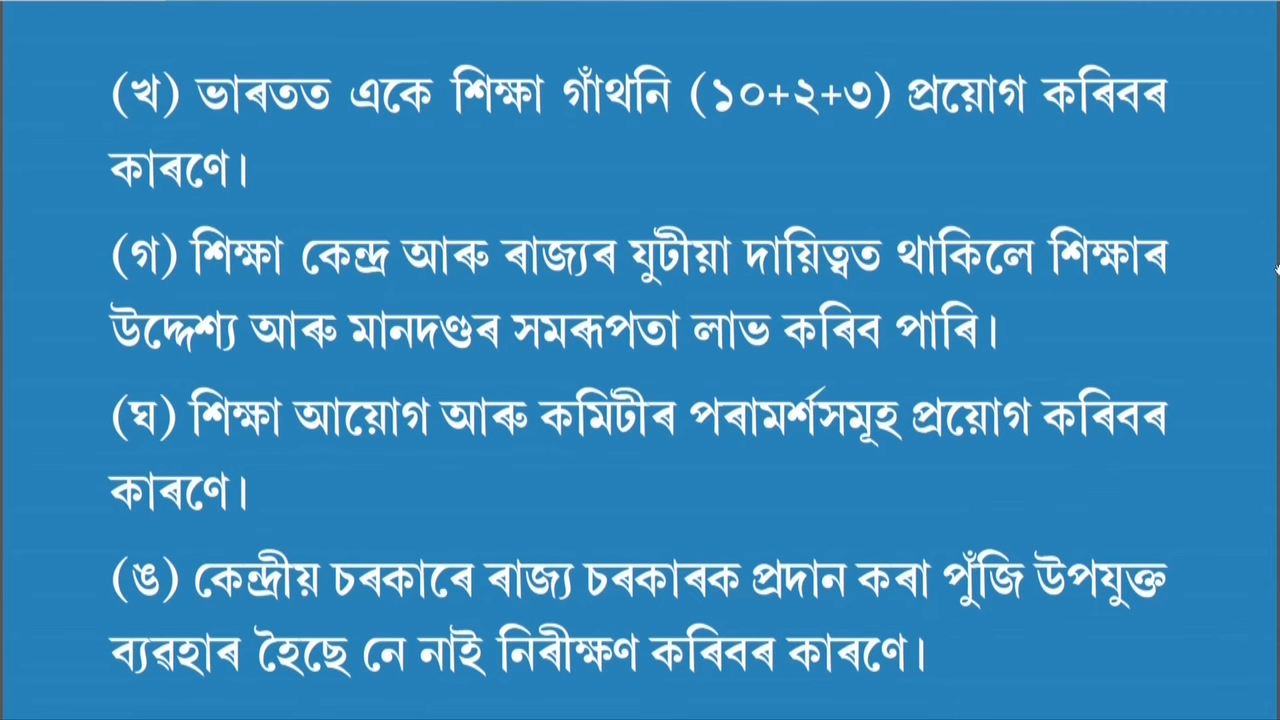 (খ) ভাৰতত একে শিক্ষা গাঁথনি (১০+২+৩) প্ৰয়োগ কৰিবৰ
কাৰণে।
(গ) শিক্ষা কেন্দ্ৰ আৰু ৰাজ্যৰ যুটীয়া দায়িত্বত থাকিলে শিক্ষাৰ
উদ্দেশ্য আৰু মানদণ্ডৰ সমৰূপতা লাভ কৰিব পাৰি।
(ঘ) শিক্ষা আয়োগ আৰু কমিটীৰ পৰামৰ্শসমূহ প্ৰয়োগ কৰিবৰ
কাৰণে।
(ঙ) কেন্দ্ৰীয় চৰকাৰে ৰাজ্য চৰকাৰক প্ৰদান কৰা পুঁজি উপযুক্ত
ব্যৱহাৰ হৈছে নে নাই নিৰীক্ষণ কৰিবৰ কাৰণে।